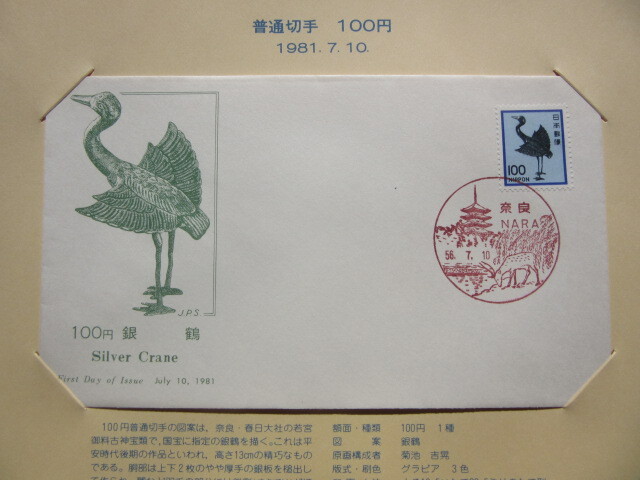 普通切手 100円
1981.7.10.
日本郵便
100
NIPPON
奈良
NARA
56.7.10
J.P.S
100円 銀 鶴
Silver Crane
First Day of Issue July 10, 1981
100円普通切手の図案は、奈良・春日大社の若宮
御料古神宝類で、国宝に指定の銀鶴を描く。これは平
安時代後期の作品といわれ、高さ13cmの精巧なもの
である。胴部は上下2枚のやや厚手の銀板を槌出し
額面・種類 100円 1種
図案 銀鶴
原画構成者 菊池 吉晃
版式・刷色 グラビア 3色